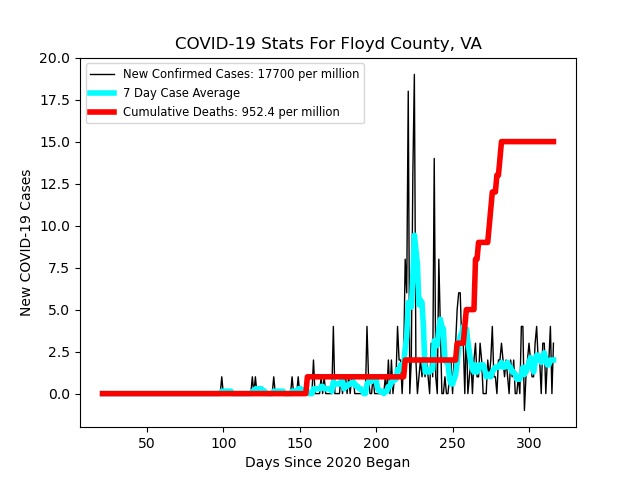 COVID-19 Stats For Floyd County, VA
New Confirmed Cases: 17700 per million
7 Day Case Average
Cumulative Deaths: 952.4 per million
New COVID-19 Cases
20.0
17.5
15.0
12.5
10.0
7.5
5.0
2.5
0.0
50 100 150 200 250 300
Days Since 2020 Began